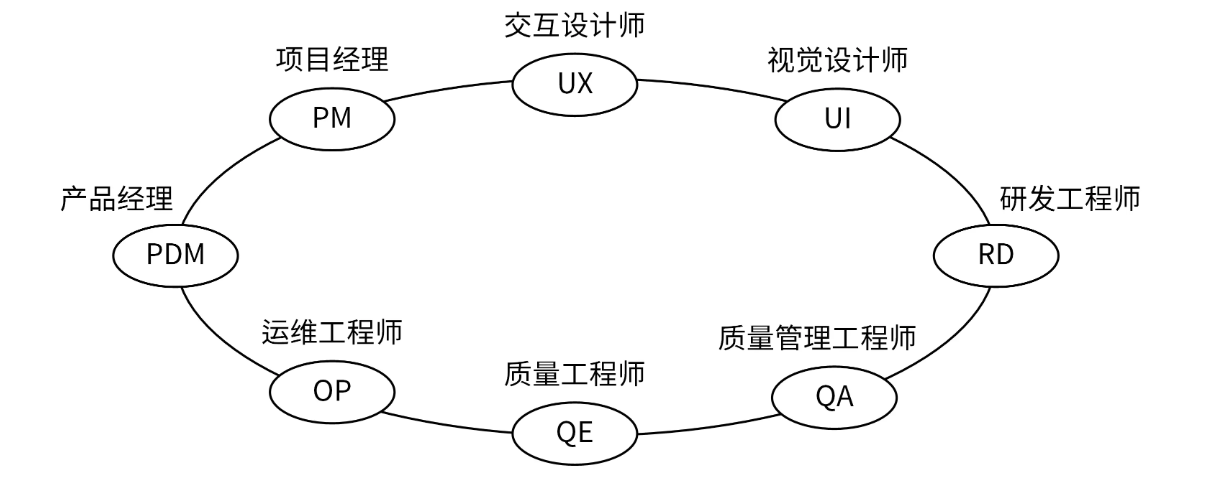 交互设计师
UX
项目经理
PM
视觉设计师
UI
产品经理
PDM
研发工程师
RD
运维工程师
OP
质量工程师
QE
质量管理工程师
QA